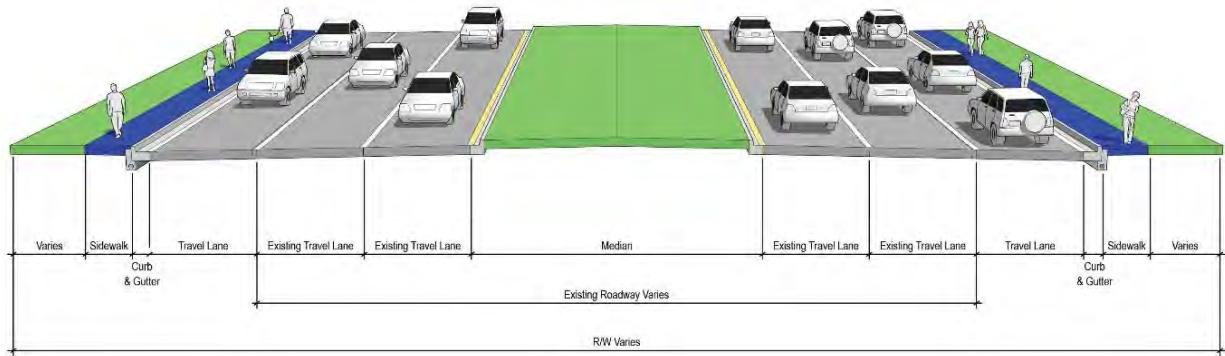 Varies
Sidewalk
Travel Lane
Existing Travel Lane
Existing Travel Lane
Median
Existing Travel Lane
Existing Travel Lane
Travel Lane
Sidewalk
Varies
Curb
& Gutter
Curb
& Gutter
Existing Roadway Varies
R/W Varies